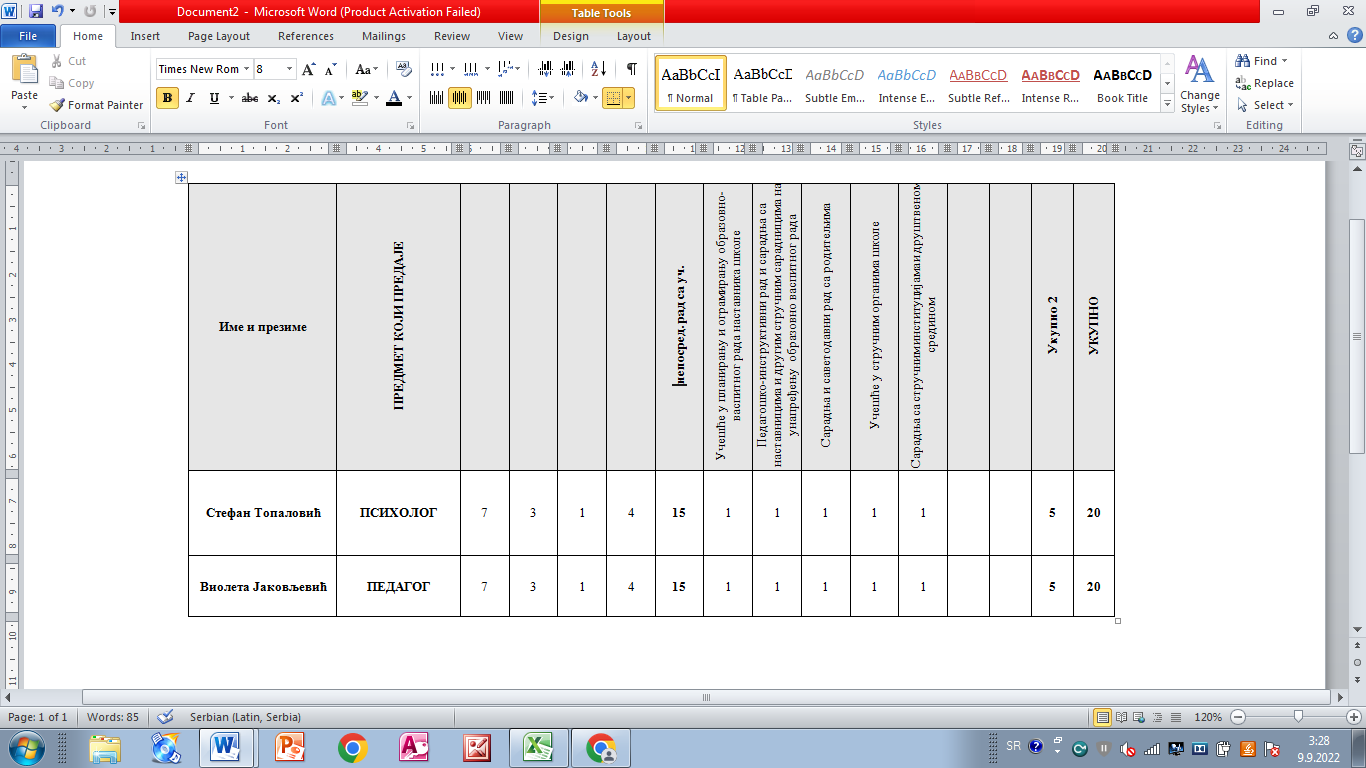 Document2 - Microsoft Word (Product Activation Failed)
Table Tools
File
Home
Insert
Page Layout
References
Mailings
Review
View
Design
Layout
Paste
Cut
Copy
Format Painter
Clipboard
Times New Rom
8
Aa
B I U abc x₂ x²
A ab A
Font
Paragraph
AaBbCcI
¶ Normal
AaBbCcD
¶ Table Pa...
AaBbCcD
Subtle Em...
AaBbCcD
Intense E...
AaBbCcD
Subtle Ref...
AaBbCcD
Intense R...
AaBbCcD
Book Title
Change
Styles
Styles
Find
Replace
Select
Editing
Име и презиме
ПРЕДМЕТ КОЈИ ПРЕДАЈЕ
непосред. рад са уч.
Учешће у планирању и ограмирању образовно-
васпитног рада наставника школе
Педагошко-инструктивни рад и сарадња са
наставницима и другим стручним сарадницима на
унапређењу образовно васпитног рада
Сарадња и саветодавни рад са родитељима
Учешће у стручним органима школе
Сарадња са стручним институцијама и друштвеном
средином
Укупно 2
УКУПНО
Стефан Топаловић ПСИХОЛОГ 7 3 1 4 15 1 1 1 1 1 5 20
Виолета Јаковљевић ПЕДАГОГ 7 3 1 4 15 1 1 1 1 1 5 20
Page: 1 of 1
Words: 85
Serbian (Latin, Serbia)
120%
SR
3:28
9.9.2022